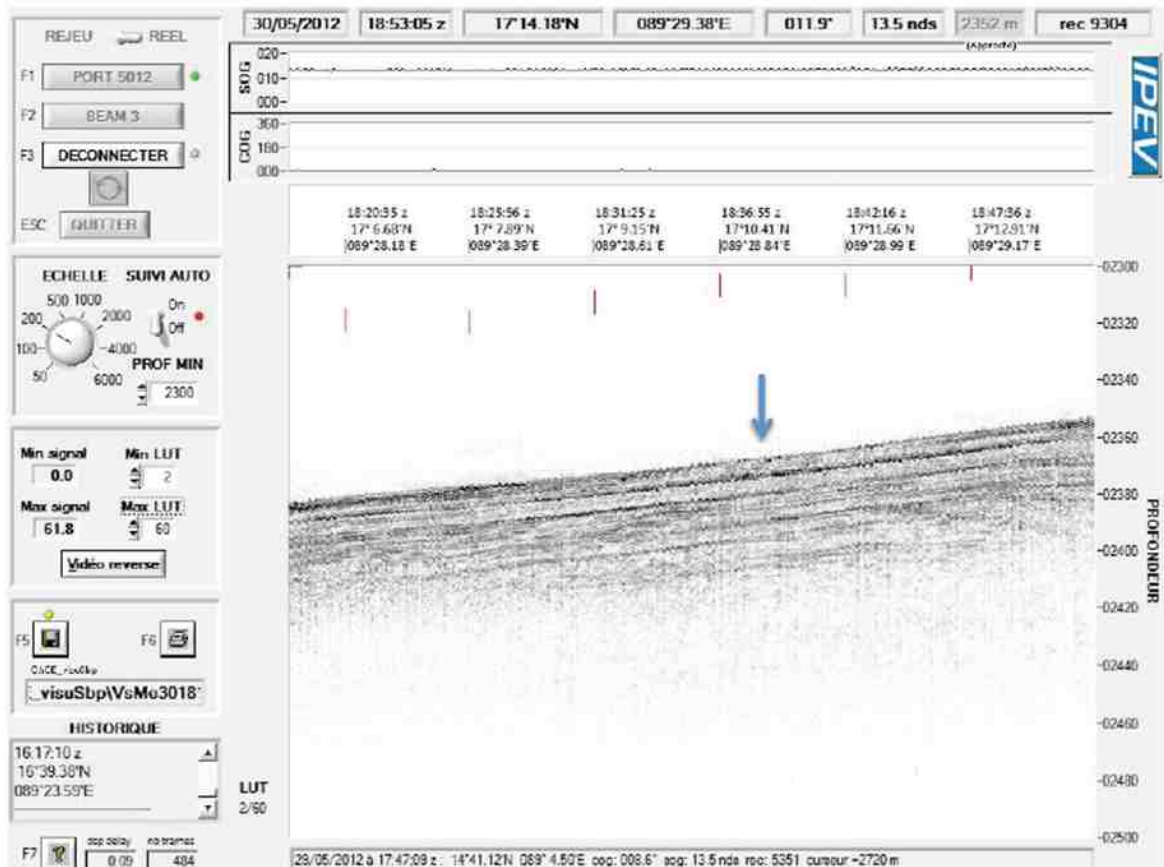 30/05/2012 18:53:05 z 17°14.18'N 089°29.38'E 011.9° 13.5 nds 2352 m rec 9304
(Approche)
REJEU REEL
F1 PORT 5012
F2 BEAM 3
F3 DECONNECTER
ESC QUITTER
SOG
020
010
000
COG
360
180
000
IPEV
18:20:35 z 18:25:56 z 18:31:25 z 18:36:55 z 18:42:16 z 18:47:36 z
17° 6.68'N 17° 7.89'N 17° 9.15'N 17°10.41'N 17°11.66'N 17°12.91'N
089°28.18'E 089°28.39'E 089°28.61'E 089°28.84'E 089°28.99'E 089°29.17'E
ECHELLE SUIVI AUTO
500 1000
200 2000
100 4000
50 6000
On
Off
PROF MIN
2300
Min signal Min LUT
0.0 2
Max signal Max LUT
61.8 60
Vidéo reverse
F5 F6
_visuSbp\VsMo3018
HISTORIQUE
16:17:10 z
16°39.38'N
089°23.59'E
LUT
2/60
F7
dsp delay no trames
0.09 484
-02300
-02320
-02340
-02360
-02380
-02400
-02420
-02440
-02460
-02480
-02500
PROFONDEUR
29/05/2012 à 17:47:09 z : 14°41.12'N 089° 4.50'E cog: 008.6° sog: 13.5 nds rec: 5351 curseur -2720 m